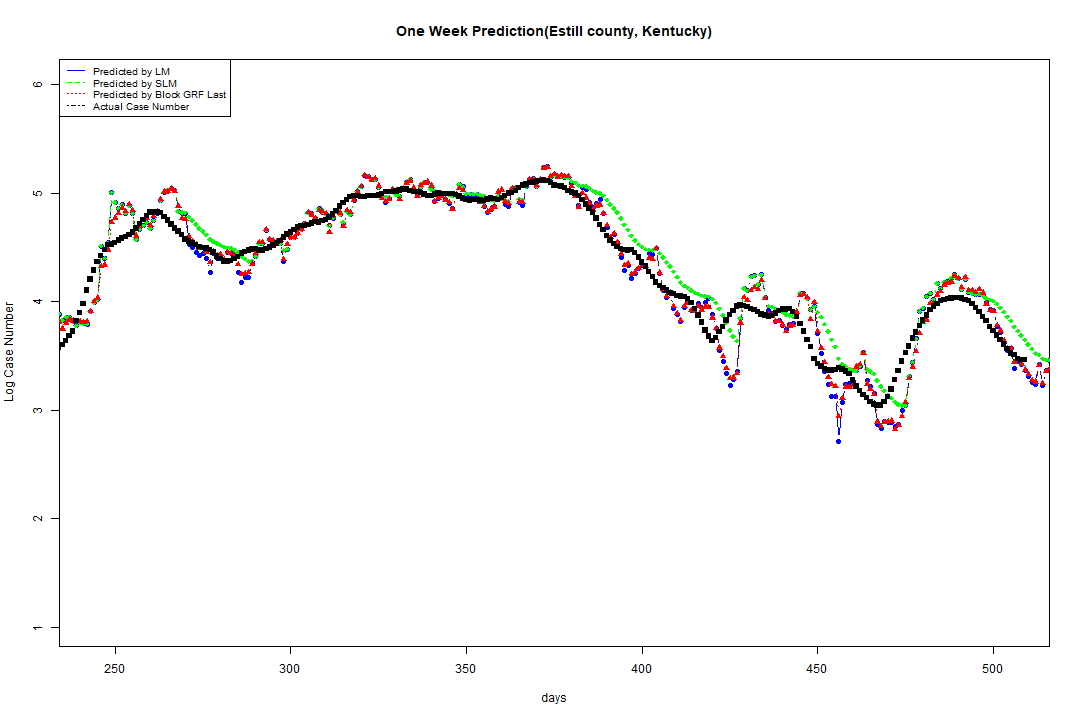 One Week Prediction(Estill county, Kentucky)
Predicted by LM
Predicted by SLM
Predicted by Block GRF Last
Actual Case Number
6
5
4
3
2
1
Log Case Number
250 300 350 400 450 500
days